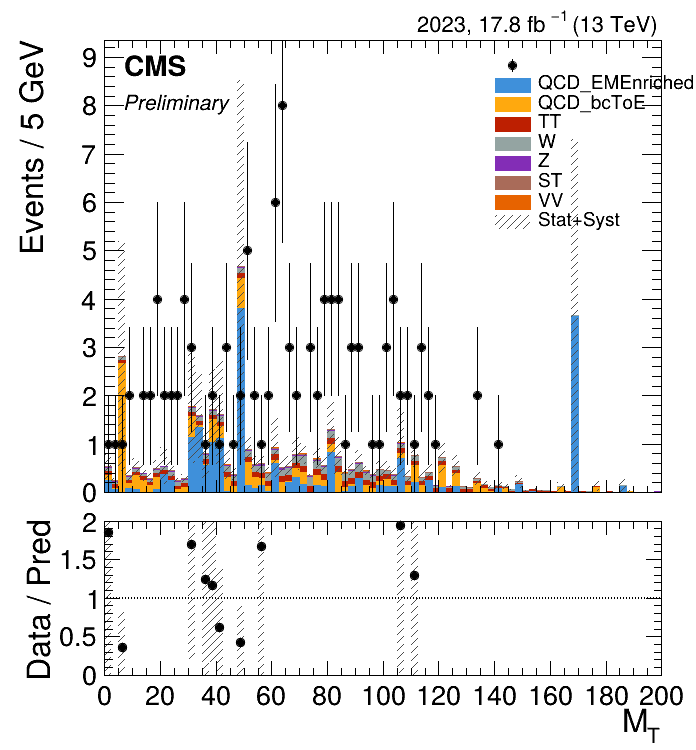 2023, 17.8 fb⁻¹ (13 TeV)
CMS
Preliminary
QCD_EMEnriched
QCD_bcToE
TT
W
Z
ST
VV
Stat+Syst
Events / 5 GeV
9
8
7
6
5
4
3
2
1
0
Data / Pred
2
1.5
1
0.5
0
0 20 40 60 80 100 120 140 160 180 200
M_T